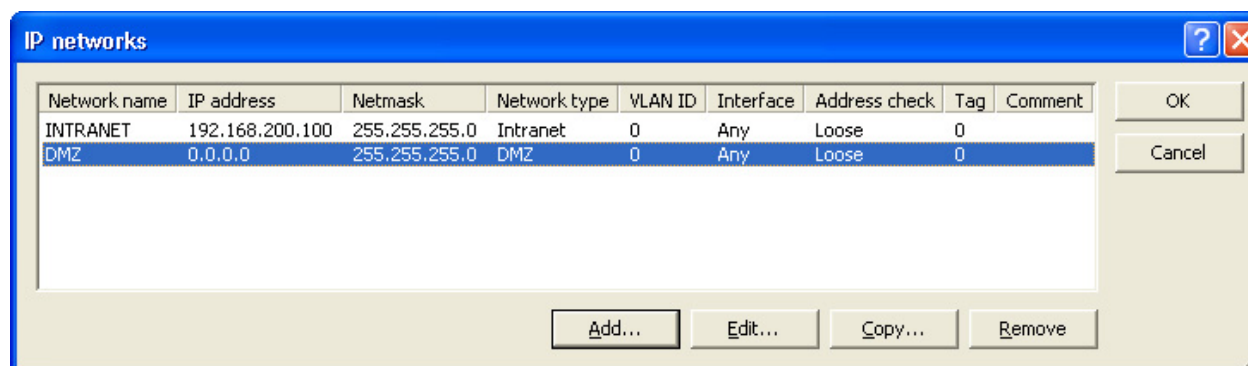 IP networks
Network name IP address Netmask Network type VLAN ID Interface Address check Tag Comment
INTRANET 192.168.200.100 255.255.255.0 Intranet 0 Any Loose 0
DMZ 0.0.0.0 255.255.255.0 DMZ 0 Any Loose 0
OK
Cancel
Add... Edit... Copy... Remove